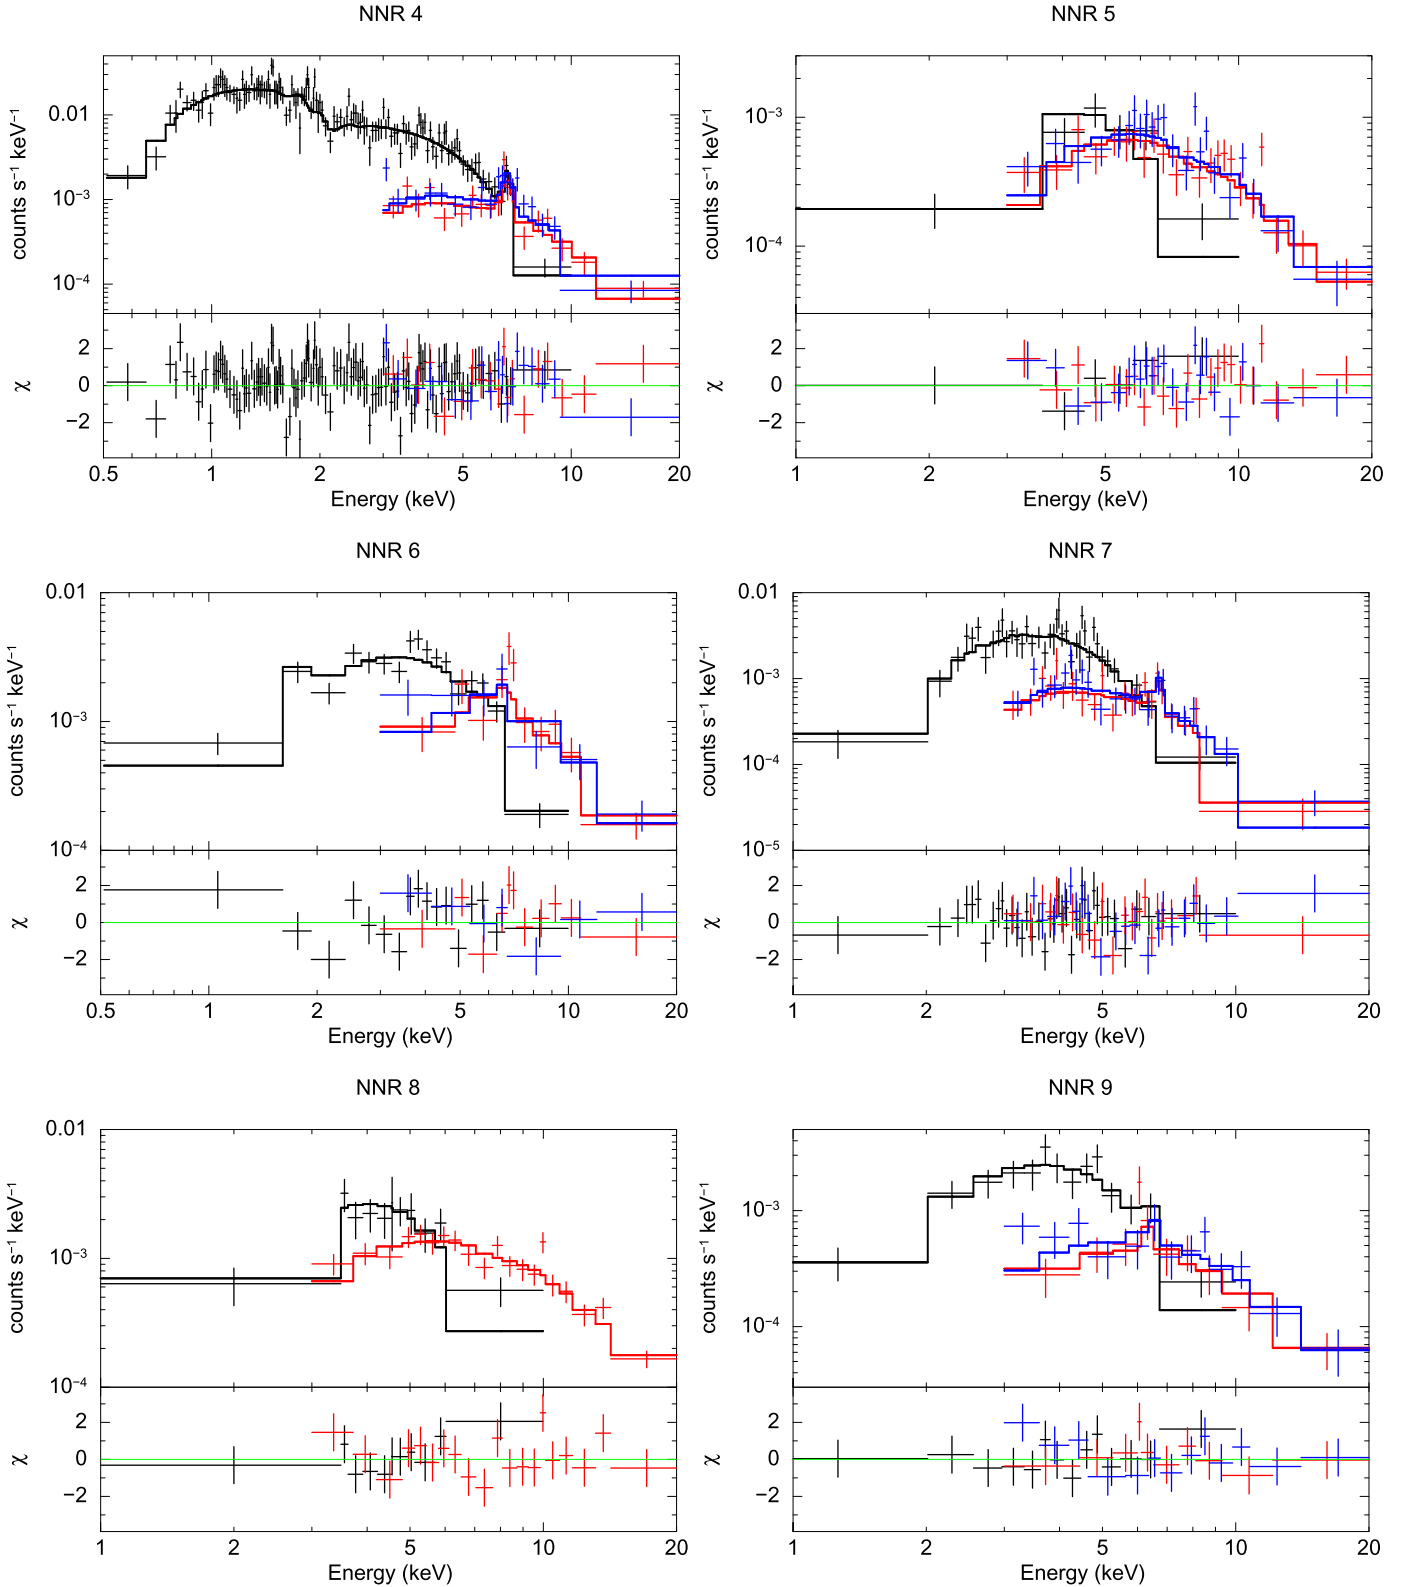 NNR 4
counts s⁻¹ keV⁻¹
0.01
10⁻³
10⁻⁴
χ
2
0
−2
0.5 1 2 5 10 20
Energy (keV)
NNR 5
counts s⁻¹ keV⁻¹
10⁻³
10⁻⁴
χ
2
0
−2
1 2 5 10 20
Energy (keV)
NNR 6
counts s⁻¹ keV⁻¹
0.01
10⁻³
10⁻⁴
χ
2
0
−2
0.5 1 2 5 10 20
Energy (keV)
NNR 7
counts s⁻¹ keV⁻¹
0.01
10⁻³
10⁻⁴
10⁻⁵
χ
2
0
−2
1 2 5 10 20
Energy (keV)
NNR 8
counts s⁻¹ keV⁻¹
0.01
10⁻³
10⁻⁴
χ
2
0
−2
1 2 5 10 20
Energy (keV)
NNR 9
counts s⁻¹ keV⁻¹
10⁻³
10⁻⁴
χ
2
0
−2
1 2 5 10 20
Energy (keV)